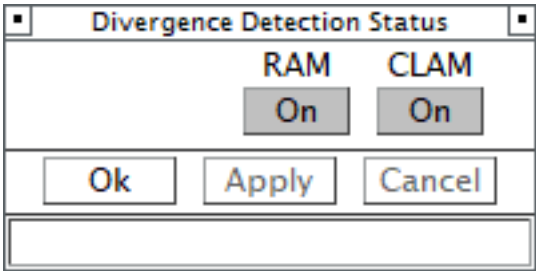 Divergence Detection Status
RAM CLAM
On On
Ok Apply Cancel